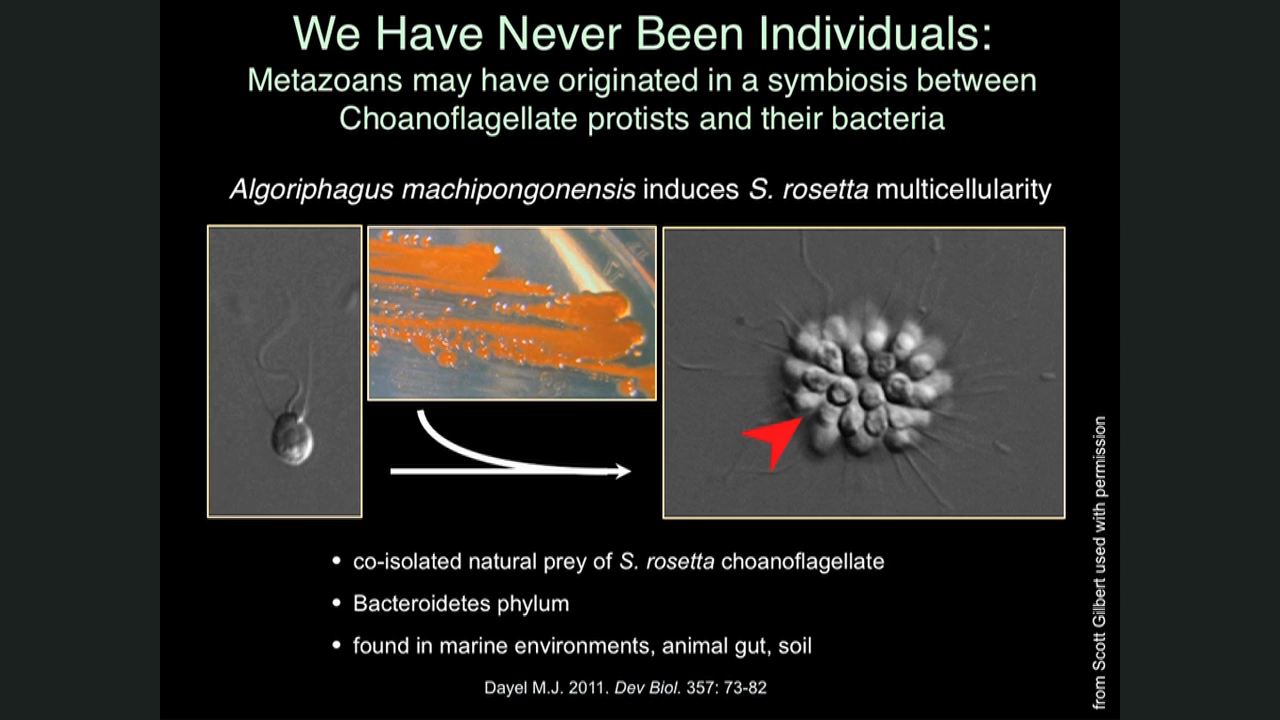 We Have Never Been Individuals:
Metazoans may have originated in a symbiosis between
Choanoflagellate protists and their bacteria
Algoriphagus machipongonensis induces S. rosetta multicellularity
• co-isolated natural prey of S. rosetta choanoflagellate
• Bacteroidetes phylum
• found in marine environments, animal gut, soil
Dayel M.J. 2011. Dev Biol. 357: 73-82
from Scott Gilbert used with permission